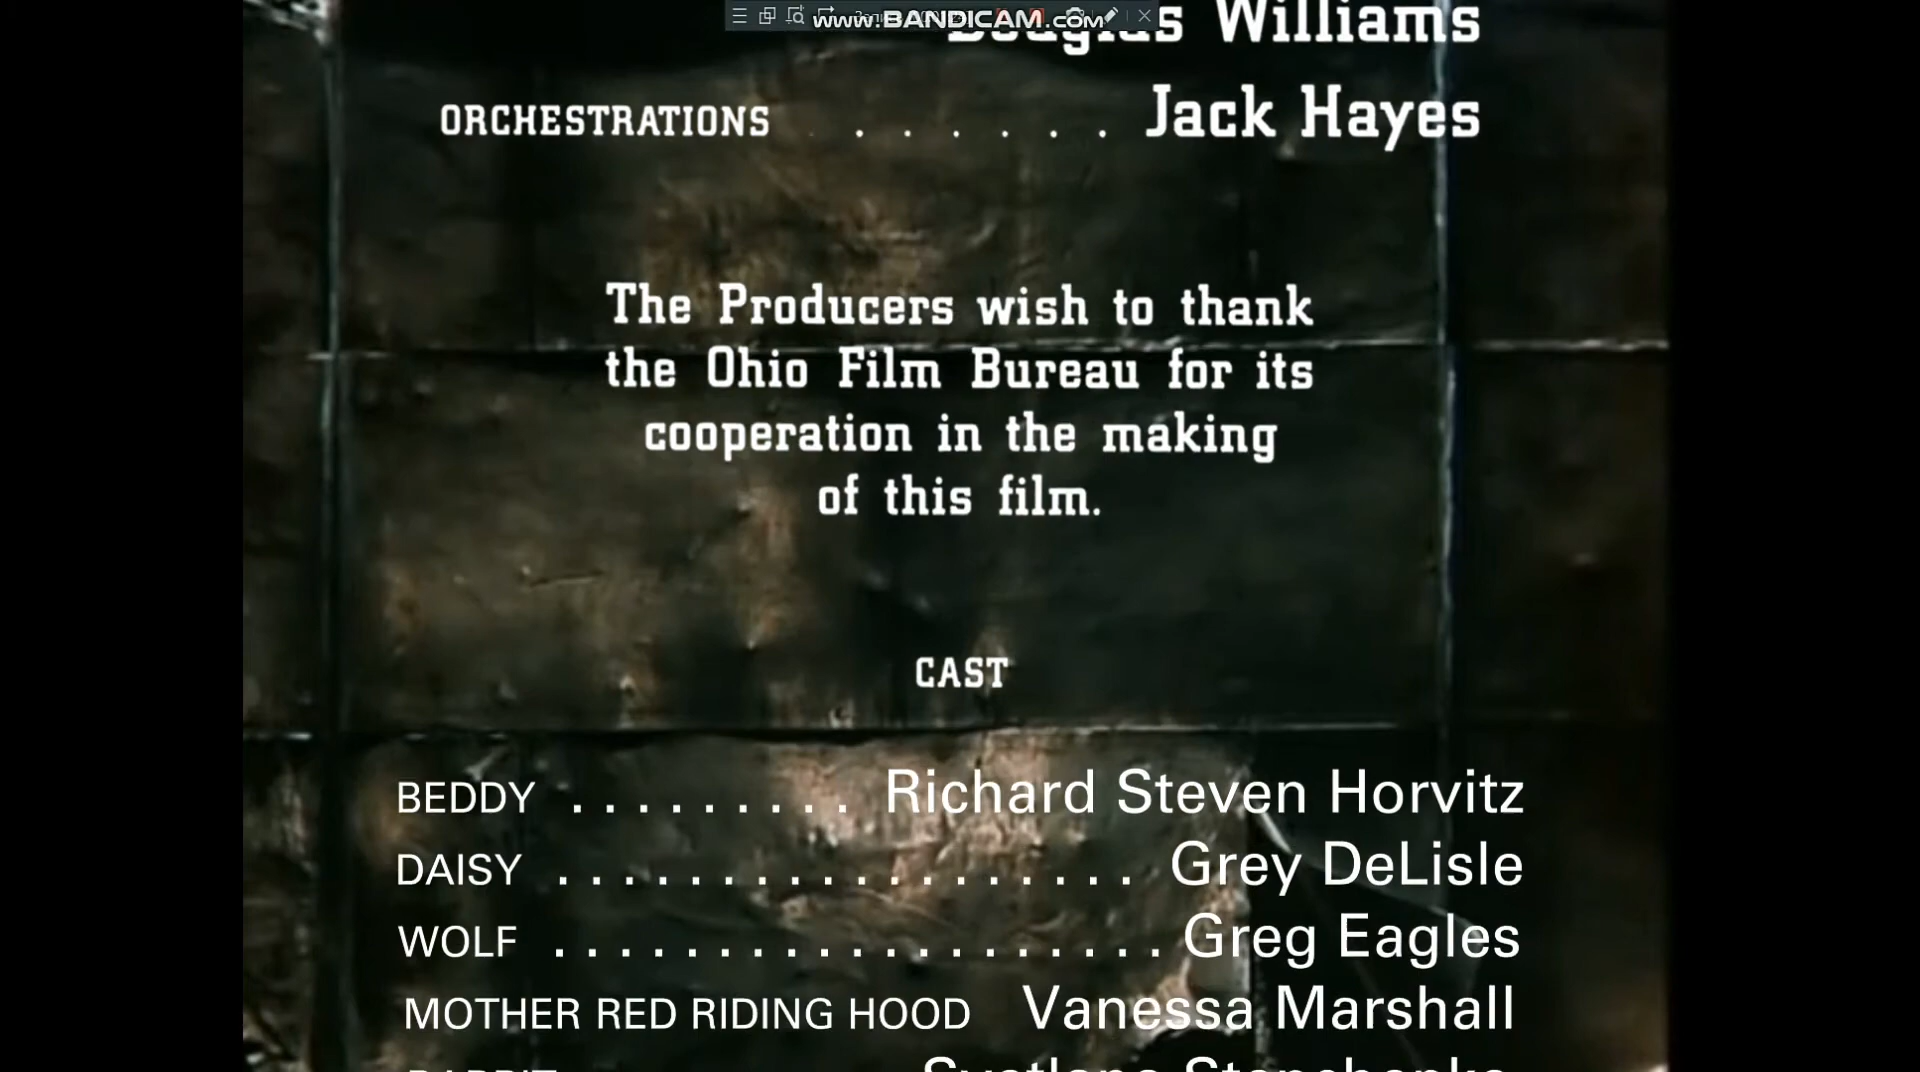 www.BANDICAM.com
Douglas Williams
ORCHESTRATIONS . . . . . . Jack Hayes
The Producers wish to thank
the Ohio Film Bureau for its
cooperation in the making
of this film.
CAST
BEDDY . . . . . . . . . Richard Steven Horvitz
DAISY . . . . . . . . . . . . . . . . . . Grey DeLisle
WOLF . . . . . . . . . . . . . . . . . . . Greg Eagles
MOTHER RED RIDING HOOD Vanessa Marshall